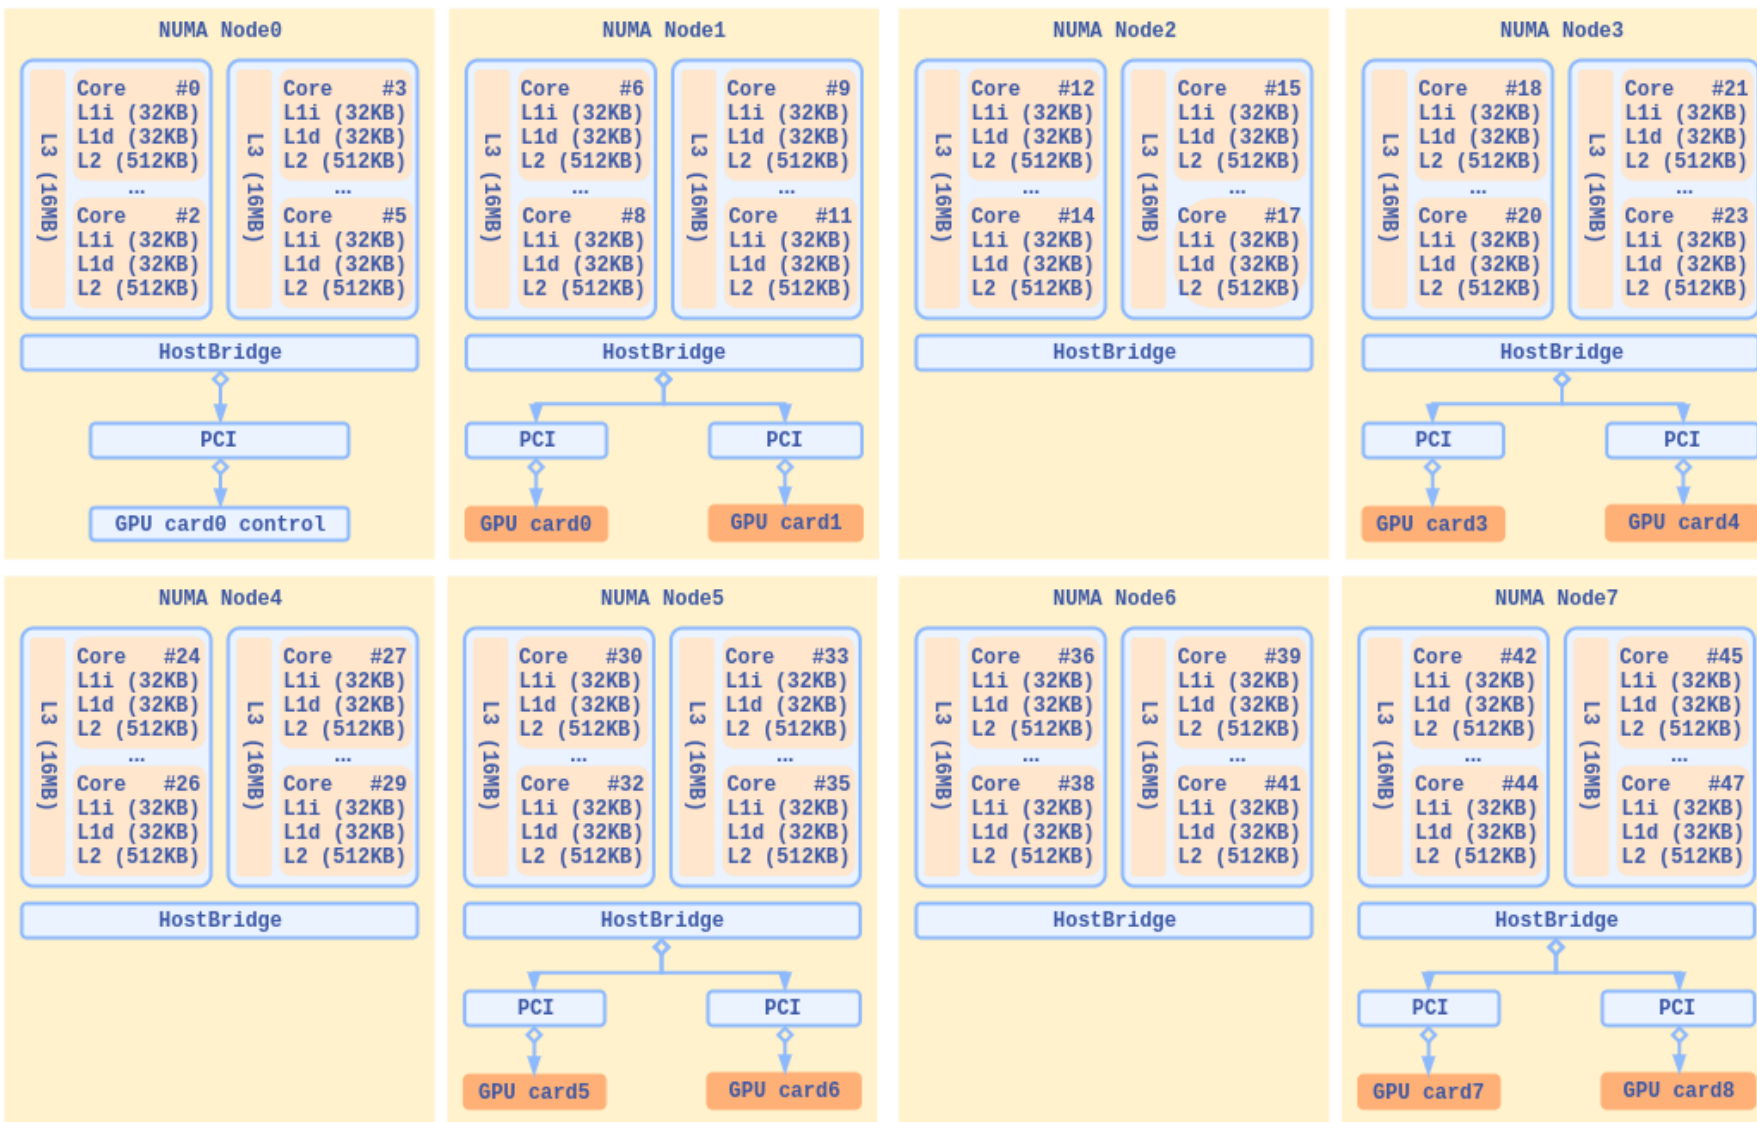 NUMA Node0
L3 (16MB)
Core #0
L1i (32KB)
L1d (32KB)
L2 (512KB)
...
Core #2
L1i (32KB)
L1d (32KB)
L2 (512KB)
L3 (16MB)
Core #3
L1i (32KB)
L1d (32KB)
L2 (512KB)
...
Core #5
L1i (32KB)
L1d (32KB)
L2 (512KB)
HostBridge
PCI
GPU card0 control
NUMA Node1
L3 (16MB)
Core #6
L1i (32KB)
L1d (32KB)
L2 (512KB)
...
Core #8
L1i (32KB)
L1d (32KB)
L2 (512KB)
L3 (16MB)
Core #9
L1i (32KB)
L1d (32KB)
L2 (512KB)
...
Core #11
L1i (32KB)
L1d (32KB)
L2 (512KB)
HostBridge
PCI
PCI
GPU card0
GPU card1
NUMA Node2
L3 (16MB)
Core #12
L1i (32KB)
L1d (32KB)
L2 (512KB)
...
Core #14
L1i (32KB)
L1d (32KB)
L2 (512KB)
L3 (16MB)
Core #15
L1i (32KB)
L1d (32KB)
L2 (512KB)
...
Core #17
L1i (32KB)
L1d (32KB)
L2 (512KB)
HostBridge
NUMA Node3
L3 (16MB)
Core #18
L1i (32KB)
L1d (32KB)
L2 (512KB)
...
Core #20
L1i (32KB)
L1d (32KB)
L2 (512KB)
L3 (16MB)
Core #21
L1i (32KB)
L1d (32KB)
L2 (512KB)
...
Core #23
L1i (32KB)
L1d (32KB)
L2 (512KB)
HostBridge
PCI
PCI
GPU card3
GPU card4
NUMA Node4
L3 (16MB)
Core #24
L1i (32KB)
L1d (32KB)
L2 (512KB)
...
Core #26
L1i (32KB)
L1d (32KB)
L2 (512KB)
L3 (16MB)
Core #27
L1i (32KB)
L1d (32KB)
L2 (512KB)
...
Core #29
L1i (32KB)
L1d (32KB)
L2 (512KB)
HostBridge
NUMA Node5
L3 (16MB)
Core #30
L1i (32KB)
L1d (32KB)
L2 (512KB)
...
Core #32
L1i (32KB)
L1d (32KB)
L2 (512KB)
L3 (16MB)
Core #33
L1i (32KB)
L1d (32KB)
L2 (512KB)
...
Core #35
L1i (32KB)
L1d (32KB)
L2 (512KB)
HostBridge
PCI
PCI
GPU card5
GPU card6
NUMA Node6
L3 (16MB)
Core #36
L1i (32KB)
L1d (32KB)
L2 (512KB)
...
Core #38
L1i (32KB)
L1d (32KB)
L2 (512KB)
L3 (16MB)
Core #39
L1i (32KB)
L1d (32KB)
L2 (512KB)
...
Core #41
L1i (32KB)
L1d (32KB)
L2 (512KB)
HostBridge
NUMA Node7
L3 (16MB)
Core #42
L1i (32KB)
L1d (32KB)
L2 (512KB)
...
Core #44
L1i (32KB)
L1d (32KB)
L2 (512KB)
L3 (16MB)
Core #45
L1i (32KB)
L1d (32KB)
L2 (512KB)
...
Core #47
L1i (32KB)
L1d (32KB)
L2 (512KB)
HostBridge
PCI
PCI
GPU card7
GPU card8